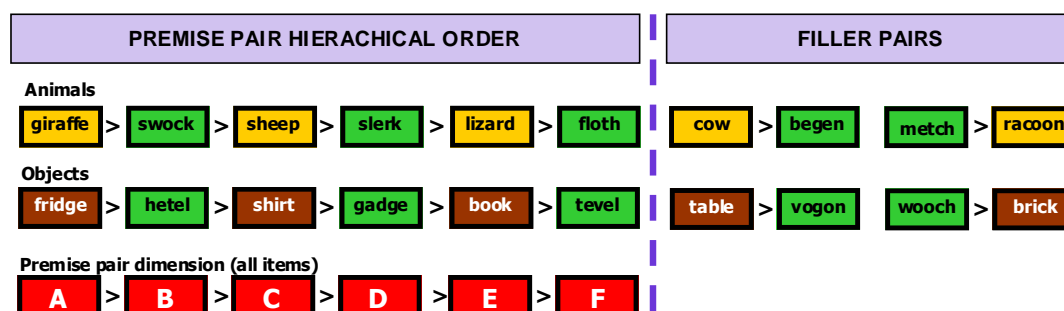 PREMISE PAIR HIERACHICAL ORDER
FILLER PAIRS
Animals
giraffe > swock > sheep > slerk > lizard > floth
cow > begen metch > racoon
Objects
fridge > hetel > shirt > gadge > book > tevel
table > vogon wooch > brick
Premise pair dimension (all items)
A > B > C > D > E > F